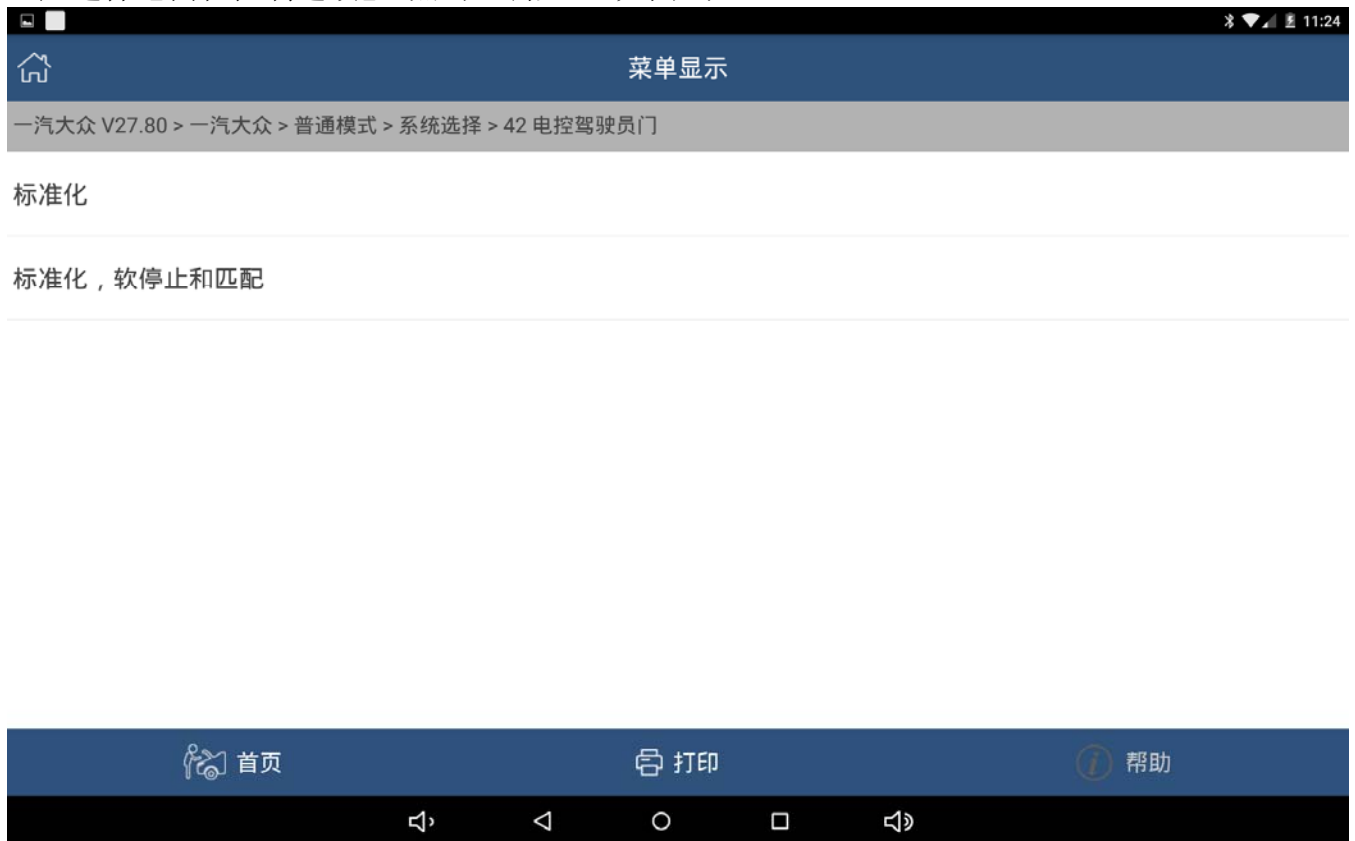 11:24
菜单显示
一汽大众 V27.80 > 一汽大众 > 普通模式 > 系统选择 > 42 电控驾驶员门
标准化
标准化，软停止和匹配
首页
打印
帮助